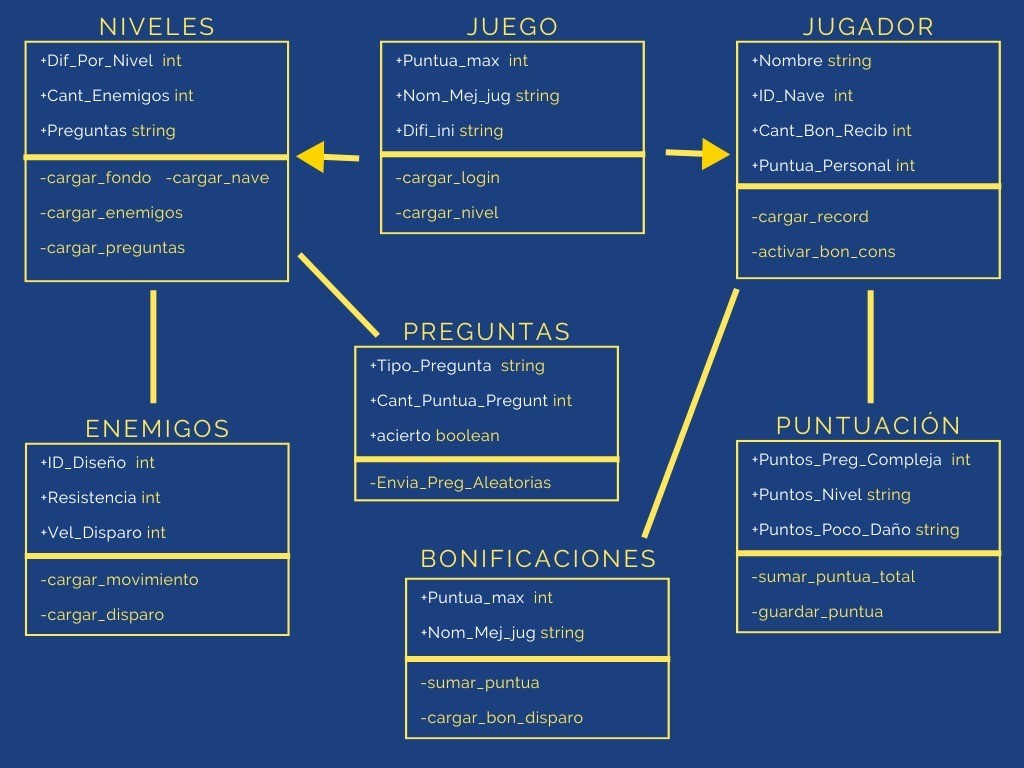 NIVELES
+Dif_Por_Nivel int
+Cant_Enemigos int
+Preguntas string
-cargar_fondo -cargar_nave
-cargar_enemigos
-cargar_preguntas
JUEGO
+Puntua_max int
+Nom_Mej_jug string
+Difi_ini string
-cargar_login
-cargar_nivel
JUGADOR
+Nombre string
+ID_Nave int
+Cant_Bon_Recib int
+Puntua_Personal int
-cargar_record
-activar_bon_cons
PREGUNTAS
+Tipo_Pregunta string
+Cant_Puntua_Pregunt int
+acierto boolean
-Envia_Preg_Aleatorias
ENEMIGOS
+ID_Diseño int
+Resistencia int
+Vel_Disparo int
-cargar_movimiento
-cargar_disparo
BONIFICACIONES
+Puntua_max int
+Nom_Mej_jug string
-sumar_puntua
-cargar_bon_disparo
PUNTUACIÓN
+Puntos_Preg_Compleja int
+Puntos_Nivel string
+Puntos_Poco_Daño string
-sumar_puntua_total
-guardar_puntua